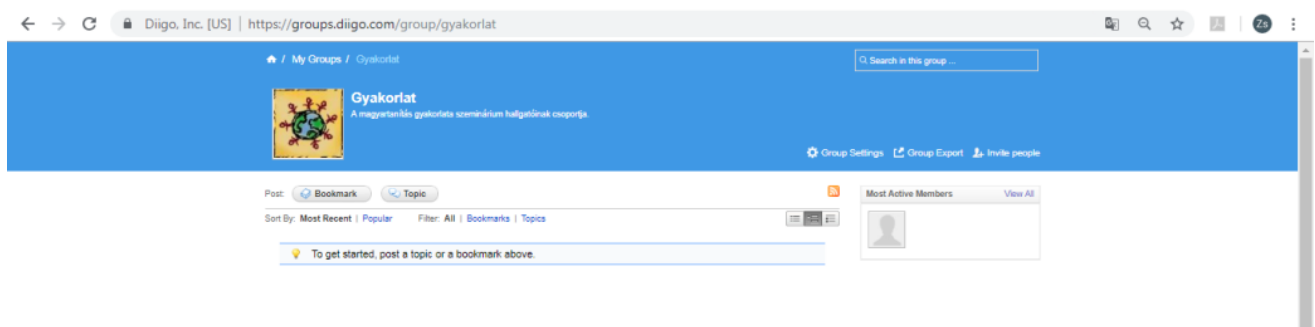 Diigo, Inc. [US] | https://groups.diigo.com/group/gyakorlat
Zs
/ My Groups / Gyakorlat
Search in this group ...
Gyakorlat
A magyartanítás gyakorlata szeminárium hallgatóinak csoportja.
Group Settings Group Export Invite people
Post: Bookmark Topic
Most Active Members View All
Sort By: Most Recent | Popular Filter: All | Bookmarks | Topics
To get started, post a topic or a bookmark above.